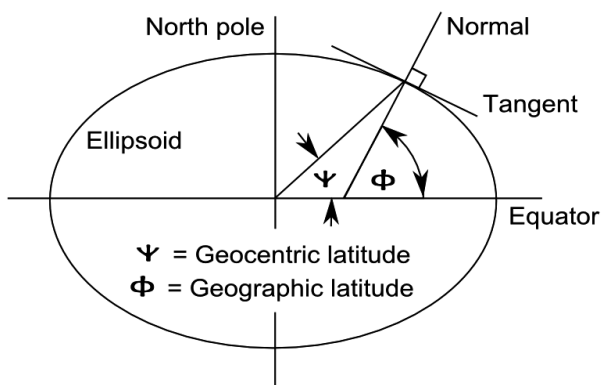 North pole
Normal
Tangent
Ellipsoid
Ψ
Φ
Equator
Ψ = Geocentric latitude
Φ = Geographic latitude